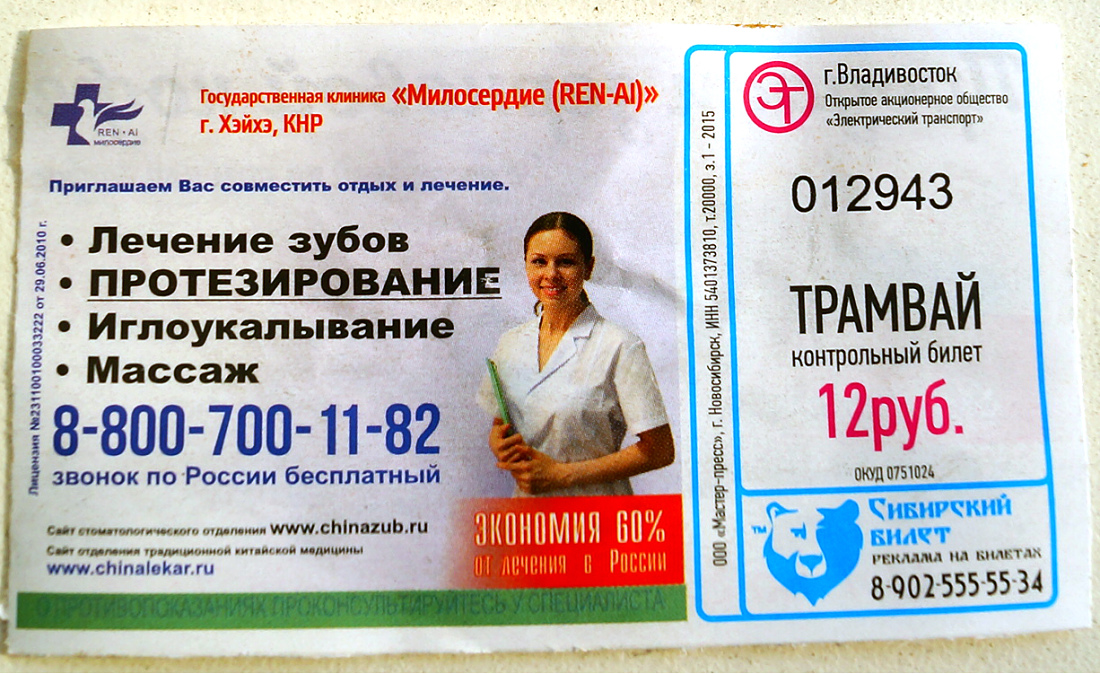 REN • AI
милосердие
Государственная клиника «Милосердие (REN-AI)»
г. Хэйхэ, КНР
Приглашаем Вас совместить отдых и лечение.
• Лечение зубов
• ПРОТЕЗИРОВАНИЕ
• Иглоукалывание
• Массаж
8-800-700-11-82
звонок по России бесплатный
Сайт стоматологического отделения www.chinazub.ru
Сайт отделения традиционной китайской медицины
www.chinalekar.ru
ЭКОНОМИЯ 60%
от лечения в России
О ПРОТИВОПОКАЗАНИЯХ ПРОКОНСУЛЬТИРУЙТЕСЬ У СПЕЦИАЛИСТА
Лицензия №231100100033222 от 29.06.2010 г.
ООО «Мастер-пресс», г. Новосибирск, ИНН 5401373810, т.20000, з.1 - 2015
ЭТ
г.Владивосток
Открытое акционерное общество
«Электрический транспорт»
012943
ТРАМВАЙ
контрольный билет
12руб.
ОКУД 0751024
TM
Сибирский
билет
реклама на билетах
8-902-555-55-34